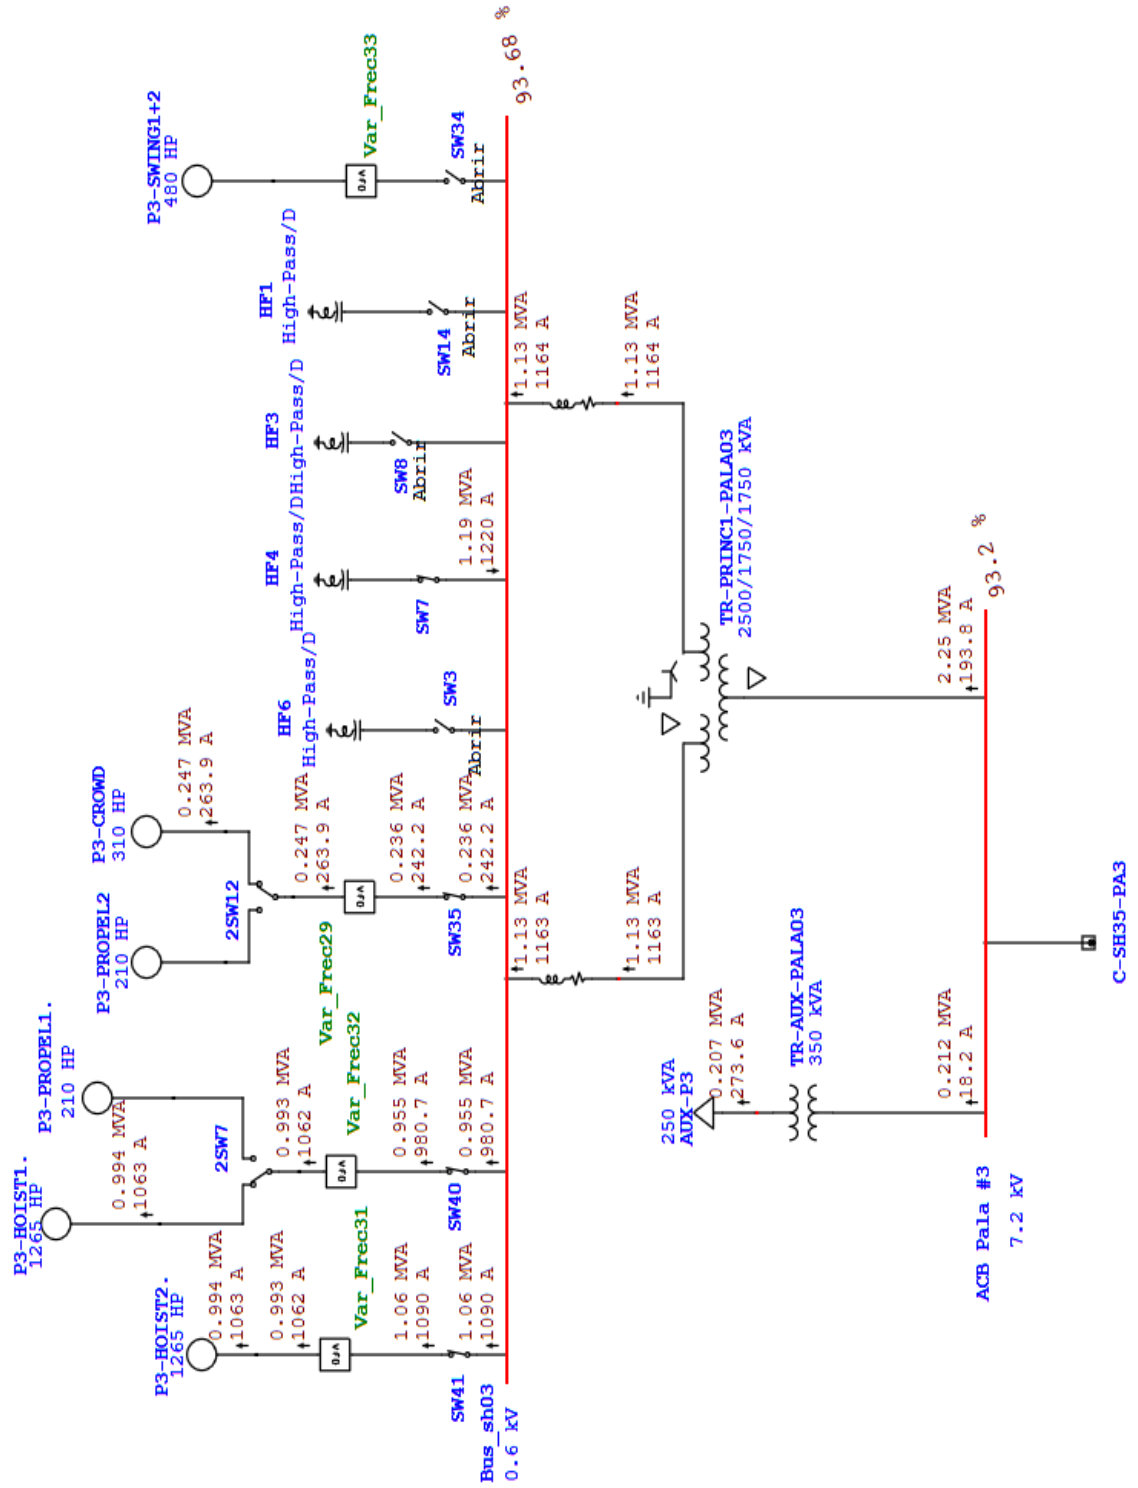 P3-SWING1+2
480 HP
Var_Frec33
VFD
SW34
Abrir
93.68 %
HF1
High-Pass/D
SW14
Abrir
1.13 MVA
1164 A
1.13 MVA
1164 A
HF3
High-Pass/D
SW8
Abrir
HF4
High-Pass/D
SW7
1.19 MVA
1220 A
HF6
High-Pass/D
SW3
Abrir
TR-PRINC1-PALA03
2500/1750/1750 kVA
2.25 MVA
193.8 A
93.2 %
P3-CROWD
310 HP
0.247 MVA
263.9 A
P3-PROPEL2
210 HP
2SW12
0.247 MVA
263.9 A
VFD
Var_Frec29
0.236 MVA
242.2 A
SW35
0.236 MVA
242.2 A
1.13 MVA
1163 A
1.13 MVA
1163 A
P3-PROPEL1.
210 HP
P3-HOIST1.
1265 HP
0.994 MVA
1063 A
2SW7
0.993 MVA
1062 A
VFD
Var_Frec32
0.955 MVA
980.7 A
SW40
0.955 MVA
980.7 A
P3-HOIST2.
1265 HP
0.994 MVA
1063 A
0.993 MVA
1062 A
VFD
Var_Frec31
1.06 MVA
1090 A
SW41
1.06 MVA
1090 A
Bus_sh03
0.6 kV
250 kVA
AUX-P3
0.207 MVA
273.6 A
TR-AUX-PALA03
350 kVA
0.212 MVA
18.2 A
ACB Pala #3
7.2 kV
C-SH35-PA3